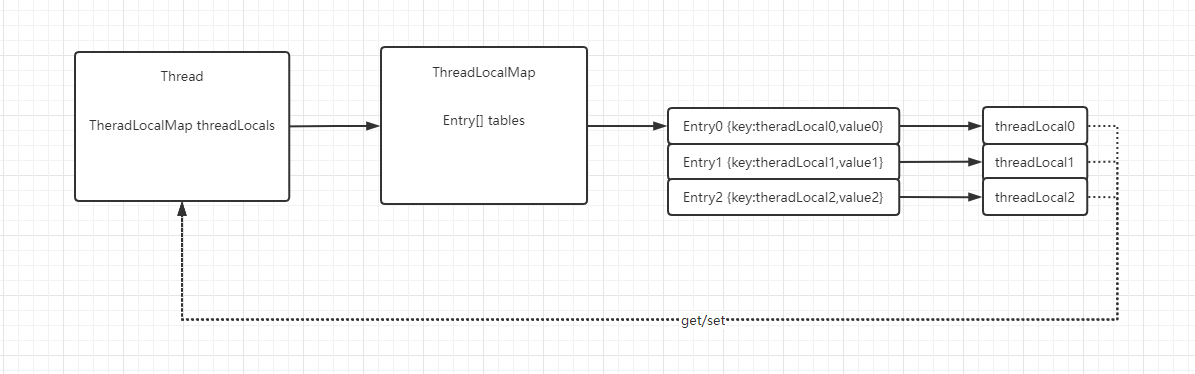 Thread
TheradLocalMap threadLocals
ThreadLocalMap
Entry[] tables
Entry0 {key:theradLocal0,value0}
threadLocal0
Entry1 {key:theradLocal1,value1}
threadLocal1
Entry2 {key:theradLocal2,value2}
threadLocal2
get/set